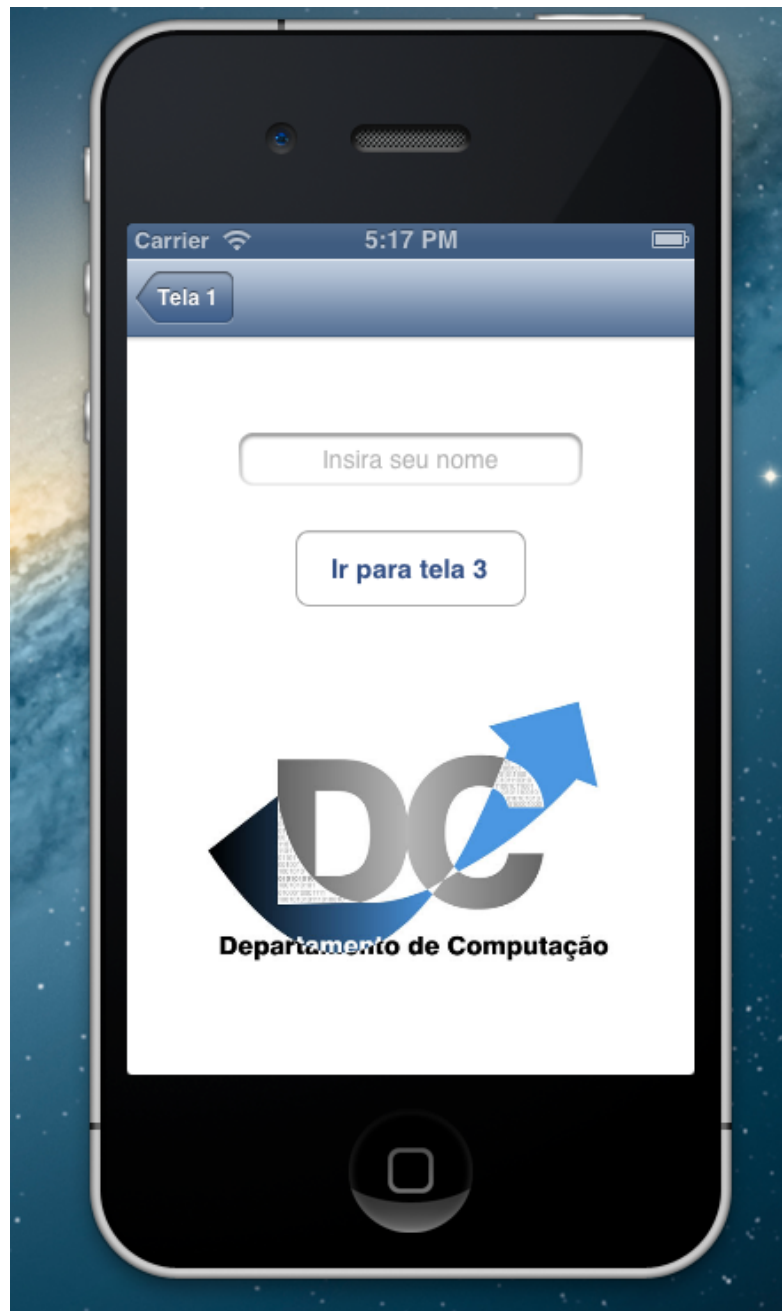 Carrier 5:17 PM
Tela 1
Insira seu nome
Ir para tela 3
DC
Departamento de Computação